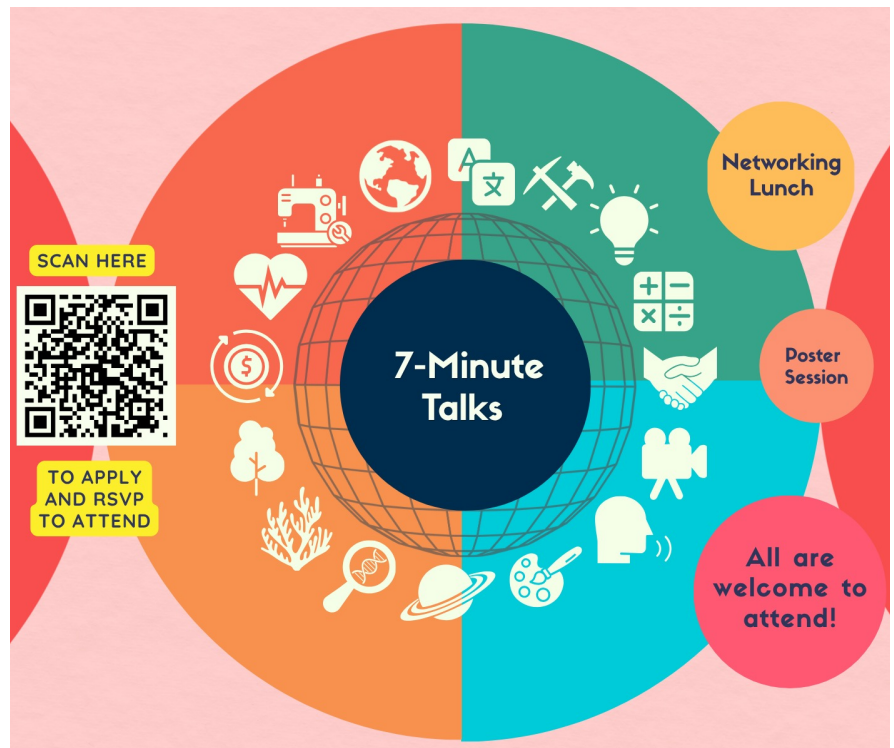 SCAN HERE
TO APPLY
AND RSVP
TO ATTEND
A
文
7-Minute
Talks
$
Networking
Lunch
Poster
Session
All are
welcome to
attend!